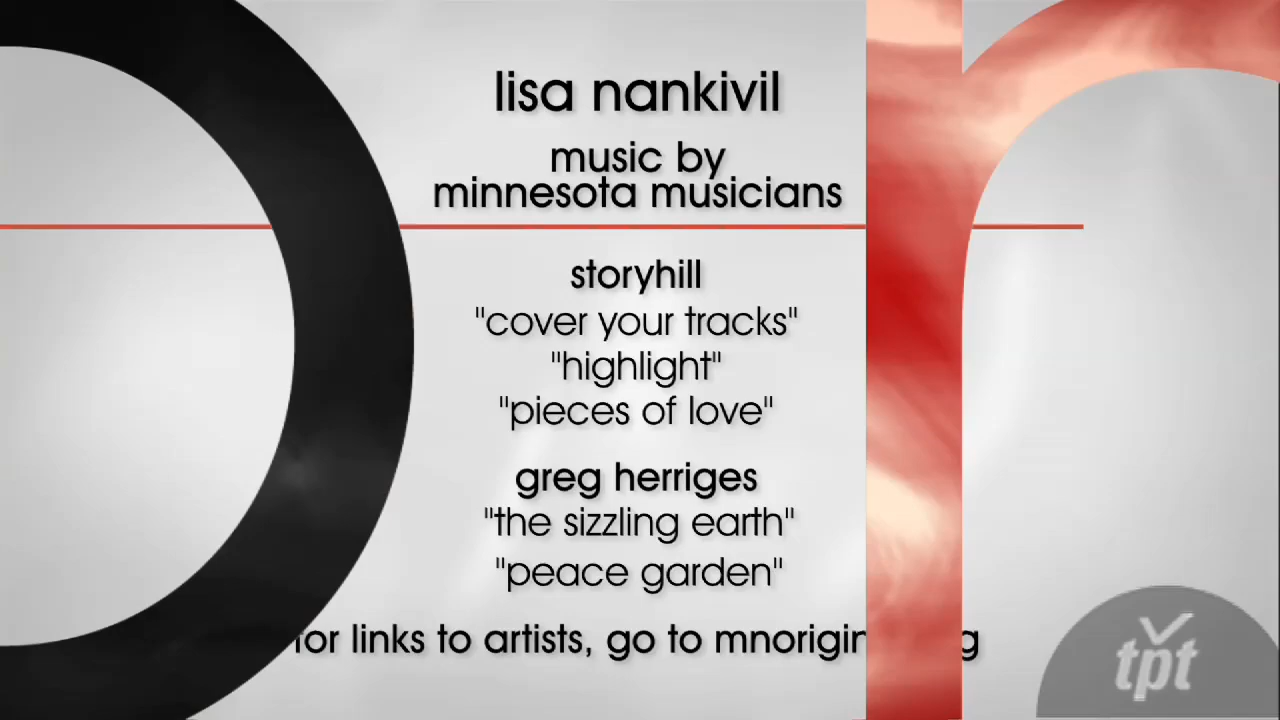 lisa nankivil
music by
minnesota musicians
storyhill
"cover your tracks"
"highlight"
"pieces of love"
greg herriges
"the sizzling earth"
"peace garden"
for links to artists, go to
tpt